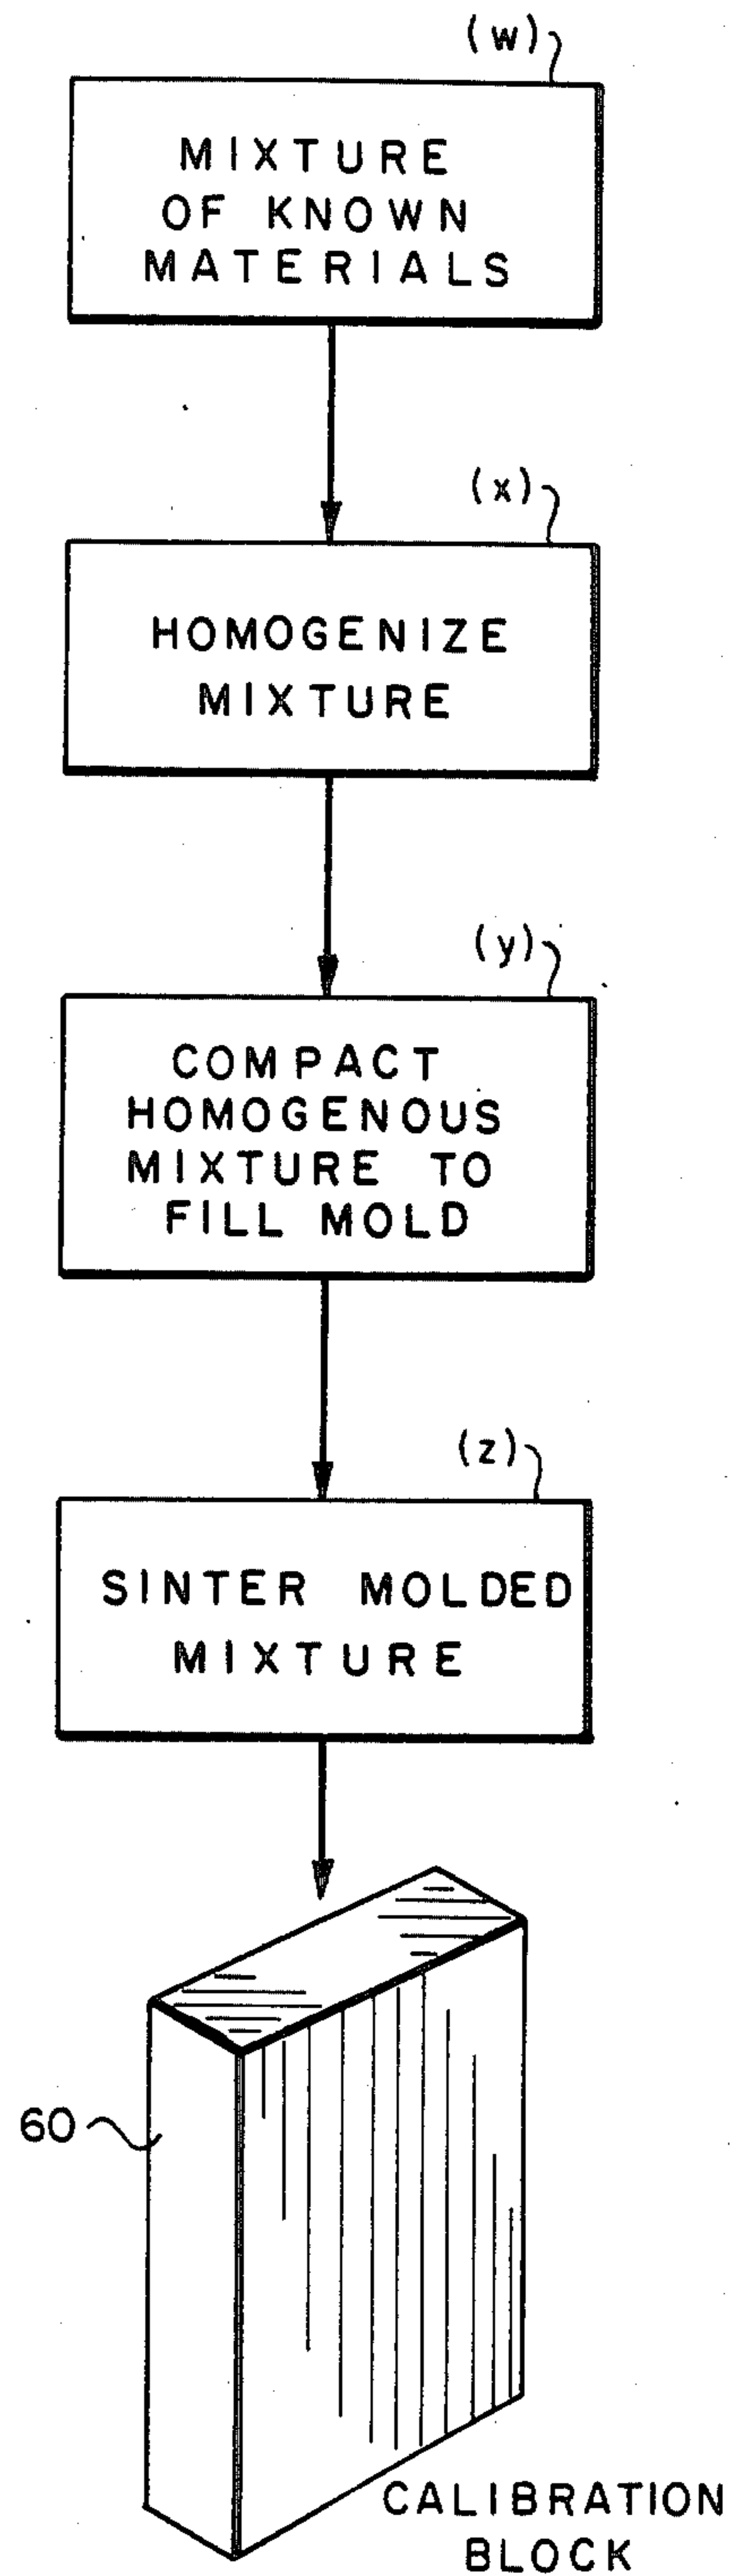 (w)
MIXTURE
OF KNOWN
MATERIALS
(x)
HOMOGENIZE
MIXTURE
(y)
COMPACT
HOMOGENOUS
MIXTURE TO
FILL MOLD
(z)
SINTER MOLDED
MIXTURE
60
CALIBRATION
BLOCK